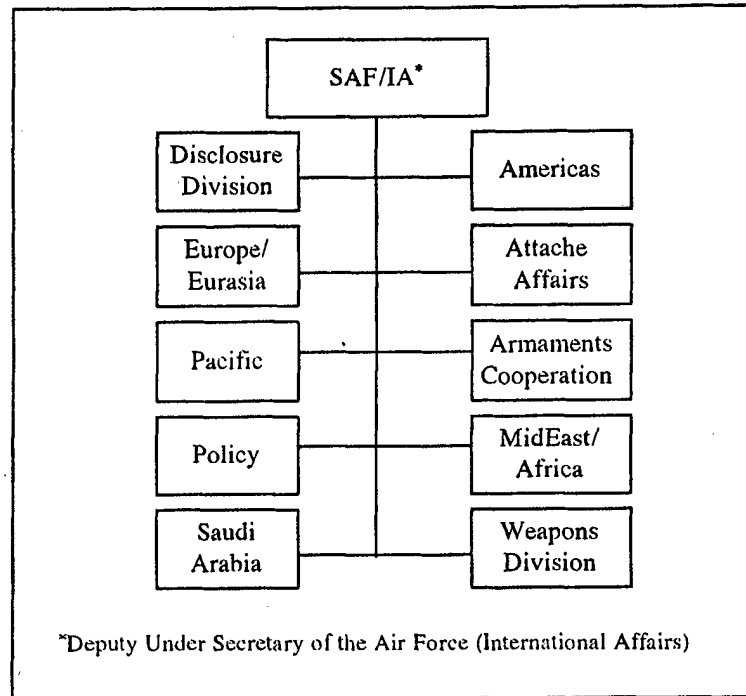 SAF/IA*
Disclosure
Division
Americas
Europe/
Eurasia
Attache
Affairs
Pacific
Armaments
Cooperation
Policy
MidEast/
Africa
Saudi
Arabia
Weapons
Division
*Deputy Under Secretary of the Air Force (International Affairs)